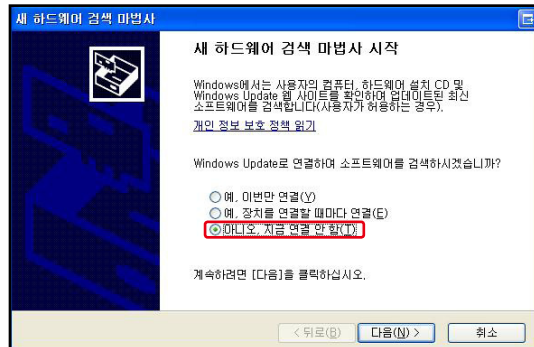 새 하드웨어 검색 마법사
새 하드웨어 검색 마법사 시작
Windows에서는 사용자의 컴퓨터, 하드웨어 설치 CD 및
Windows Update 웹 사이트를 확인하여 업데이트된 최신
소프트웨어를 검색합니다(사용자가 허용하는 경우).
개인 정보 보호 정책 읽기
Windows Update로 연결하여 소프트웨어를 검색하시겠습니까?
예, 이번만 연결(Y)
예, 장치를 연결할 때마다 연결(E)
아니오, 지금 연결 안 함(T)
계속하려면 [다음]을 클릭하십시오.
< 뒤로(B) 다음(N) > 취소